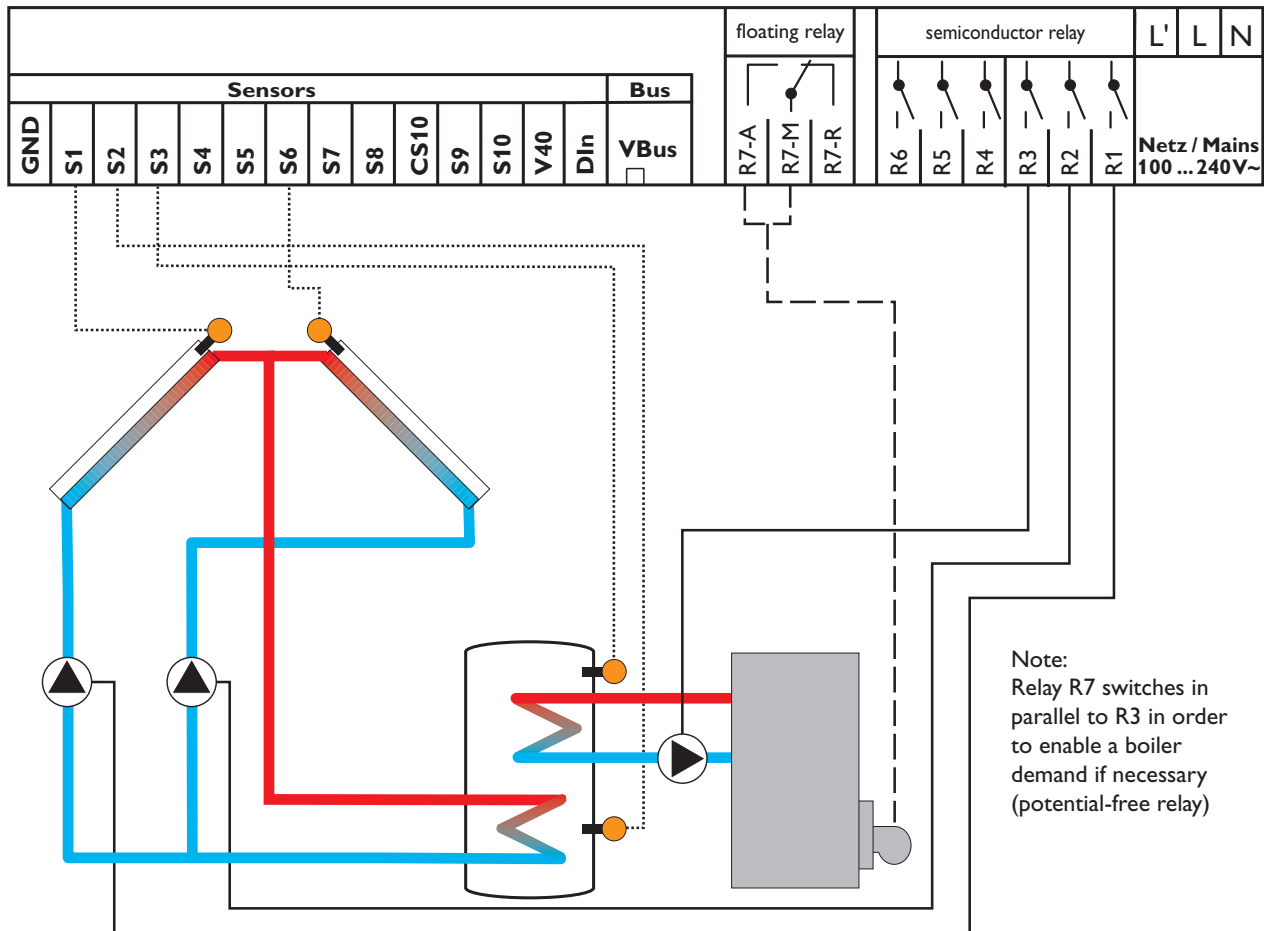 floating relay
semiconductor relay
L' L N
Sensors
Bus
GND S1 S2 S3 S4 S5 S6 S7 S8 CS10 S9 S10 V40 DIn
VBus
R7-A R7-M R7-R
R6 R5 R4 R3 R2 R1
Netz / Mains
100 ... 240 V~
Note:
Relay R7 switches in
parallel to R3 in order
to enable a boiler
demand if necessary
(potential-free relay)